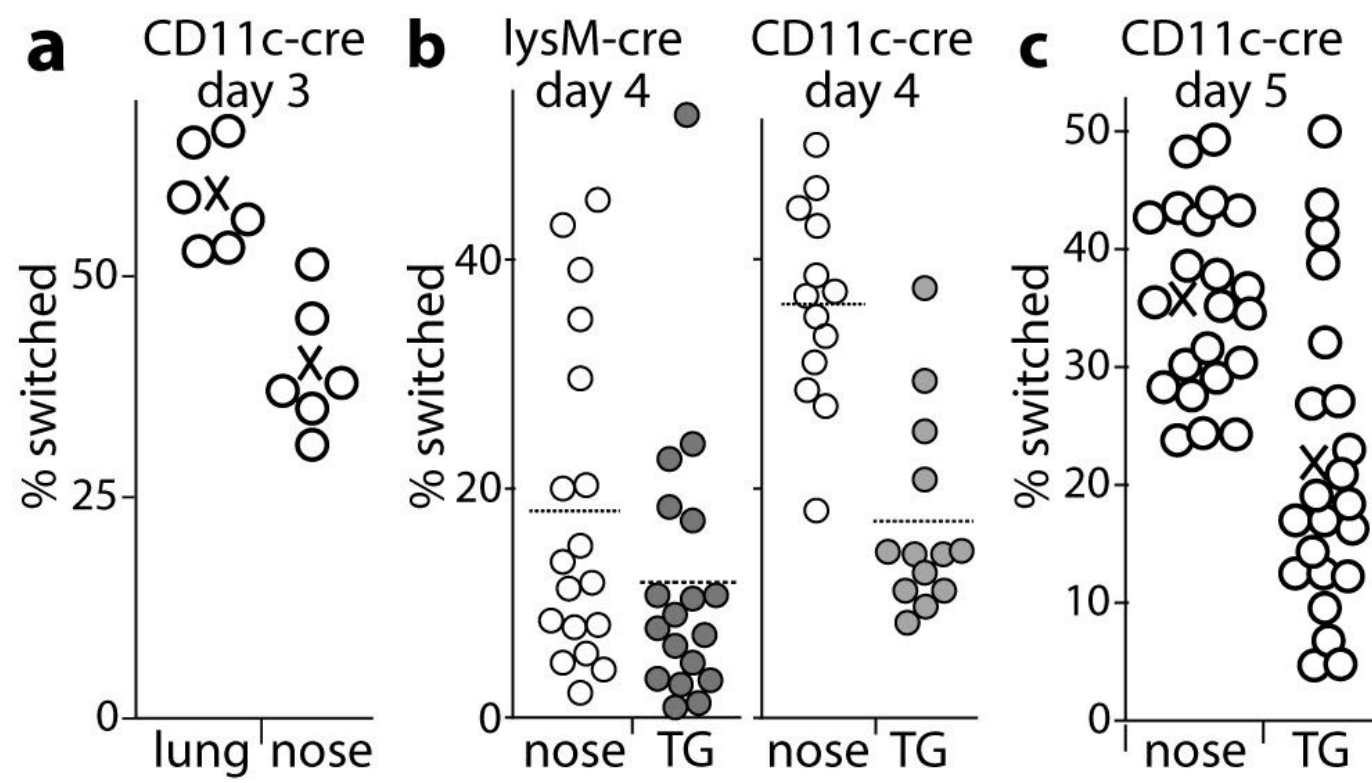 a
CD11c-cre
day 3
% switched
50
25
0
lung
nose
b
lysM-cre
day 4
% switched
40
20
0
nose
TG
CD11c-cre
day 4
nose
TG
c
CD11c-cre
day 5
% switched
50
40
30
20
10
0
nose
TG